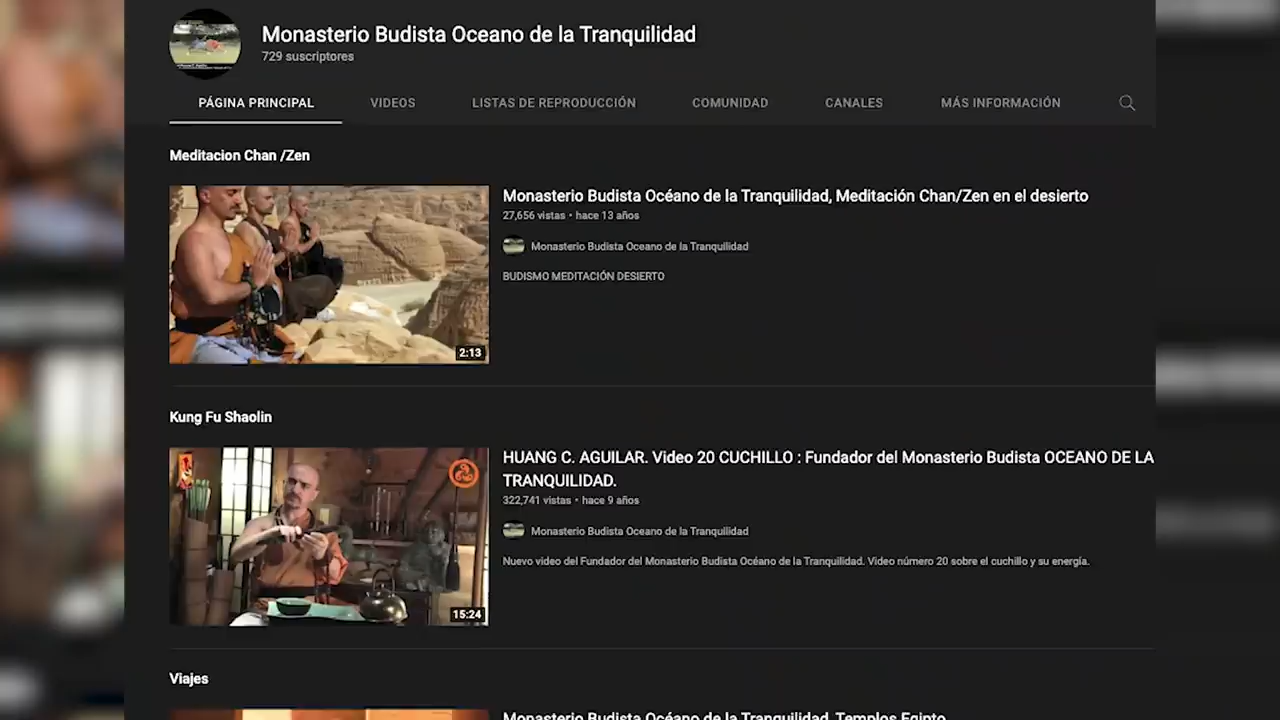 Monasterio Budista Oceano de la Tranquilidad
729 suscriptores
PÁGINA PRINCIPAL VIDEOS LISTAS DE REPRODUCCIÓN COMUNIDAD CANALES MÁS INFORMACIÓN
Meditacion Chan /Zen
Monasterio Budista Océano de la Tranquilidad, Meditación Chan/Zen en el desierto
27,656 vistas • hace 13 años
Monasterio Budista Oceano de la Tranquilidad
BUDISMO MEDITACIÓN DESIERTO
2:13
Kung Fu Shaolin
HUANG C. AGUILAR. Video 20 CUCHILLO : Fundador del Monasterio Budista OCEANO DE LA
TRANQUILIDAD.
322,741 vistas • hace 9 años
Monasterio Budista Oceano de la Tranquilidad
Nuevo video del Fundador del Monasterio Budista Océano de la Tranquilidad. Video número 20 sobre el cuchillo y su energía.
15:24
Viajes
Monasterio Budista Océano de la Tranquilidad, Templos Egipto